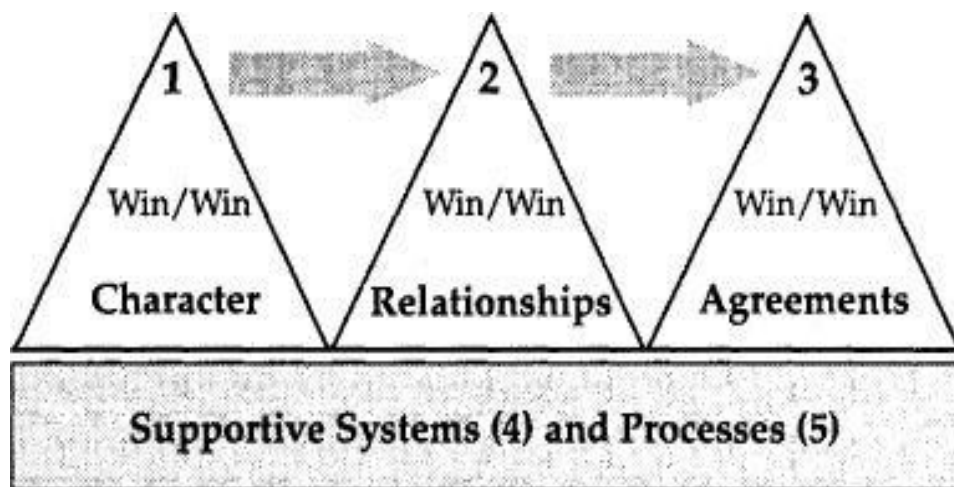 1
2
3
Win/Win
Win/Win
Win/Win
Character
Relationships
Agreements
Supportive Systems (4) and Processes (5)